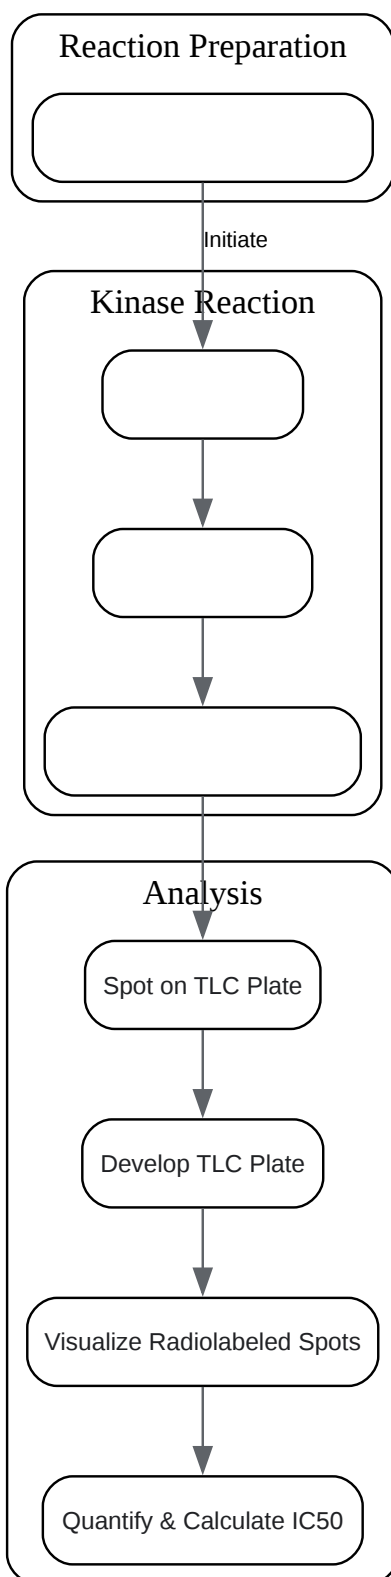 Reaction Preparation
Initiate
Kinase Reaction
Analysis
Spot on TLC Plate
Develop TLC Plate
Visualize Radiolabeled Spots
Quantify & Calculate IC50